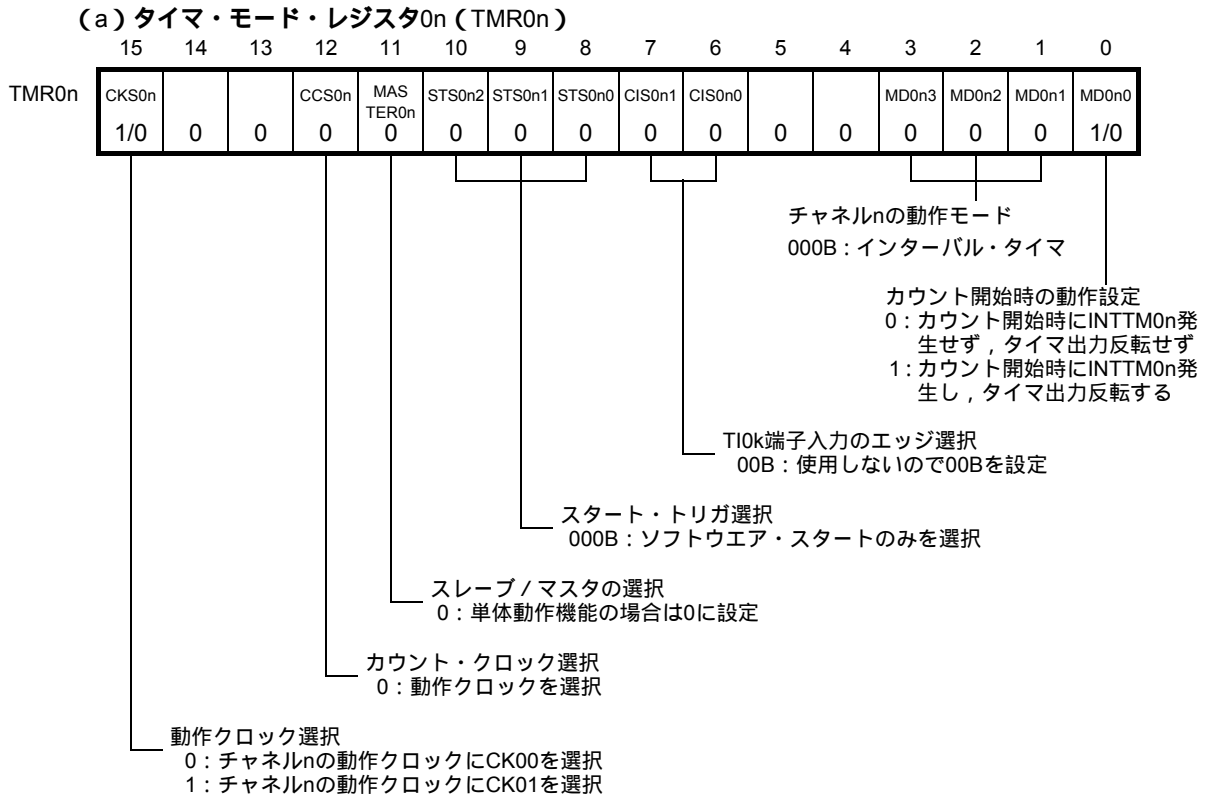 (a)タイマ・モード・レジスタ0n(TMR0n)
15 14 13 12 11 10 9 8 7 6 5 4 3 2 1 0
TMR0n CKS0n CCS0n MAS TER0n STS0n2 STS0n1 STS0n0 CIS0n1 CIS0n0 MD0n3 MD0n2 MD0n1 MD0n0
1/0 0 0 0 0 0 0 0 0 0 0 0 0 0 0 1/0
チャネルnの動作モード
000B:インターバル・タイマ
カウント開始時の動作設定
0:カウント開始時にINTTM0n発
生せず,タイマ出力反転せず
1:カウント開始時にINTTM0n発
生し,タイマ出力反転する
TI0k端子入力のエッジ選択
00B:使用しないので00Bを設定
スタート・トリガ選択
000B:ソフトウエア・スタートのみを選択
スレーブ/マスタの選択
0:単体動作機能の場合は0に設定
カウント・クロック選択
0:動作クロックを選択
動作クロック選択
0:チャネルnの動作クロックにCK00を選択
1:チャネルnの動作クロックにCK01を選択